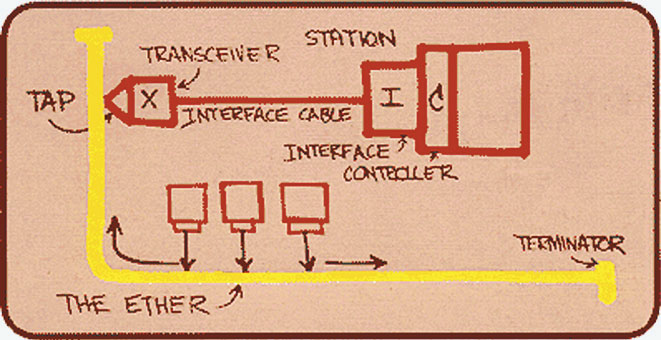 STATION
TRANSCEIVER
TAP
X
I
C
INTERFACE CABLE
INTERFACE
CONTROLLER
TERMINATOR
THE ETHER